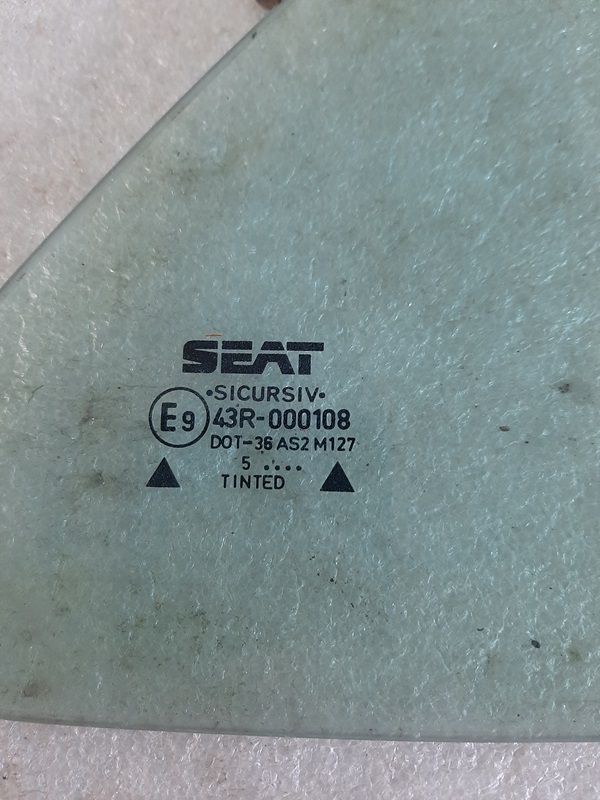 SEAT
•SICURSIV•
E9 43R-000108
DOT-36 AS2 M127
5 ....
TINTED